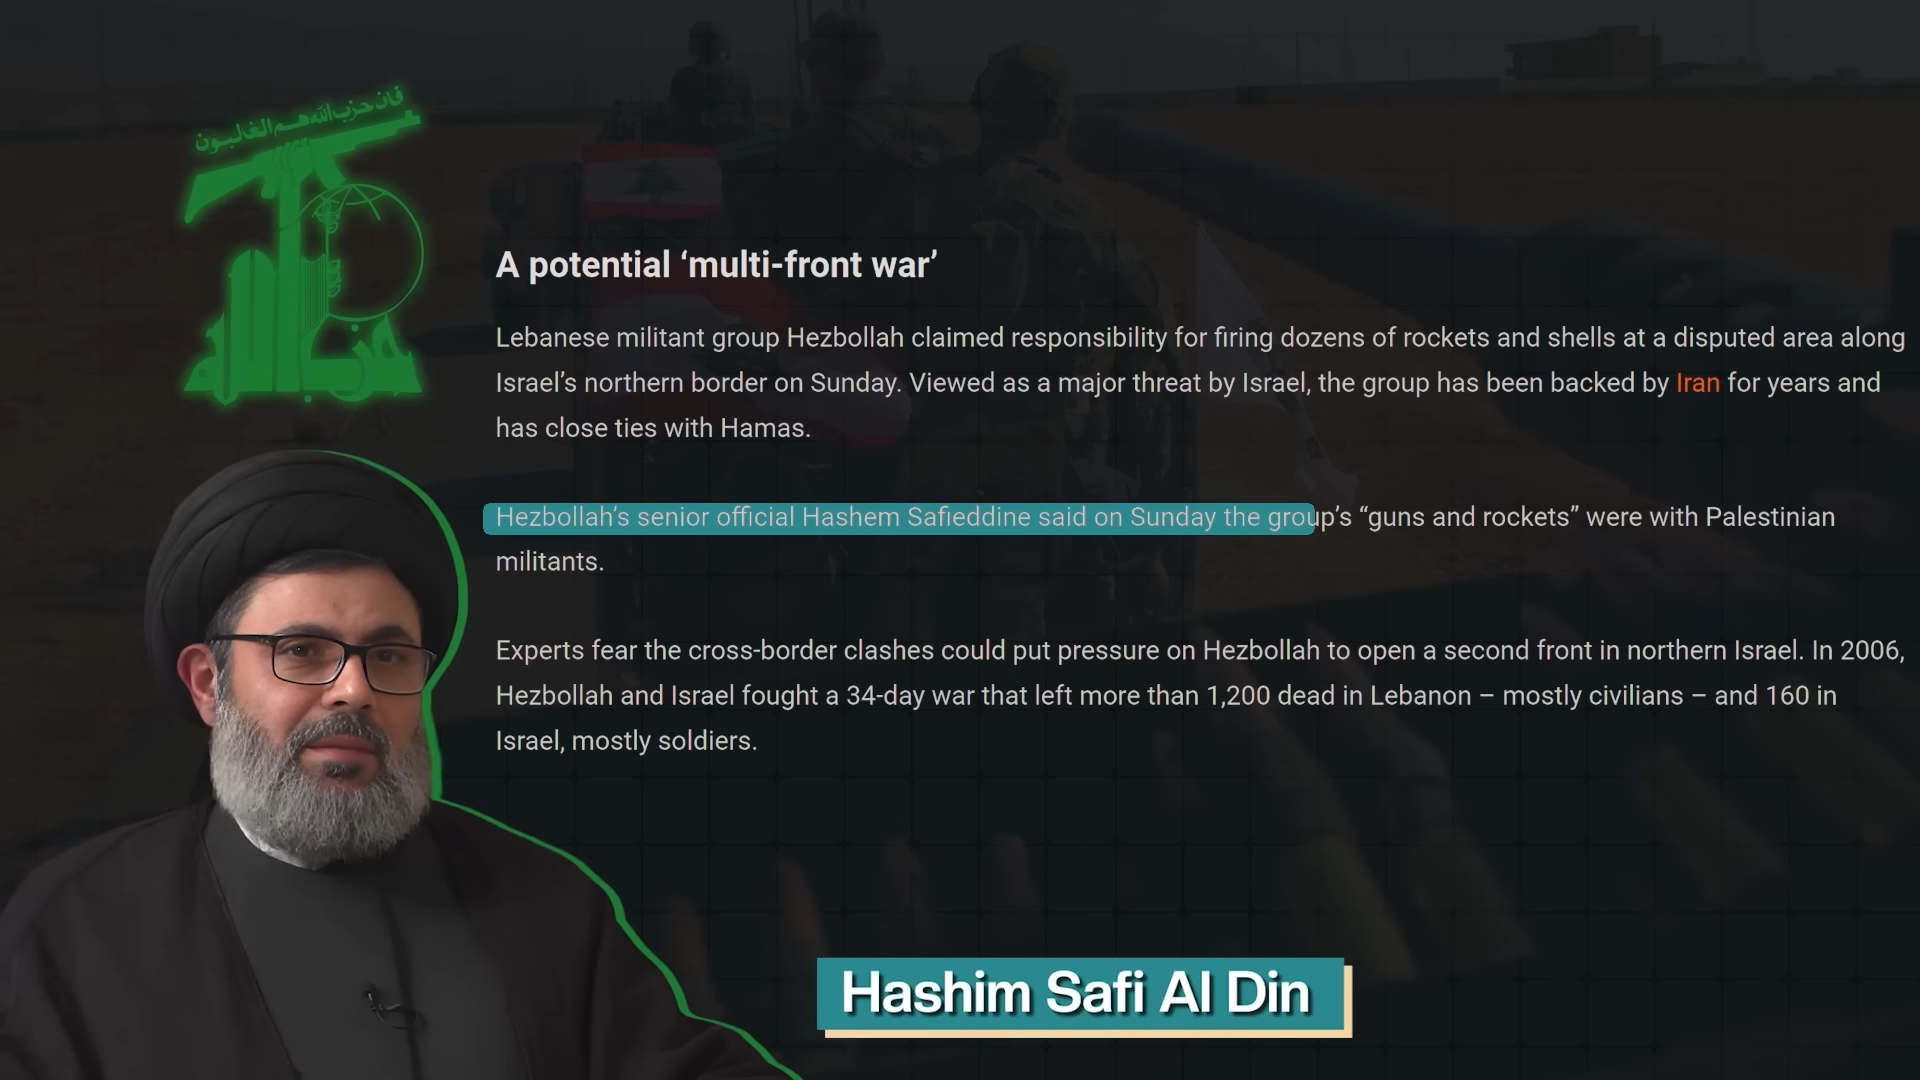 فان حزب الله هم الغالبون
حزب الله
A potential ‘multi-front war’
Lebanese militant group Hezbollah claimed responsibility for firing dozens of rockets and shells at a disputed area along
Israel’s northern border on Sunday. Viewed as a major threat by Israel, the group has been backed by Iran for years and
has close ties with Hamas.
Hezbollah’s senior official Hashem Safieddine said on Sunday the group’s “guns and rockets” were with Palestinian
militants.
Experts fear the cross-border clashes could put pressure on Hezbollah to open a second front in northern Israel. In 2006,
Hezbollah and Israel fought a 34-day war that left more than 1,200 dead in Lebanon – mostly civilians – and 160 in
Israel, mostly soldiers.
Hashim Safi Al Din